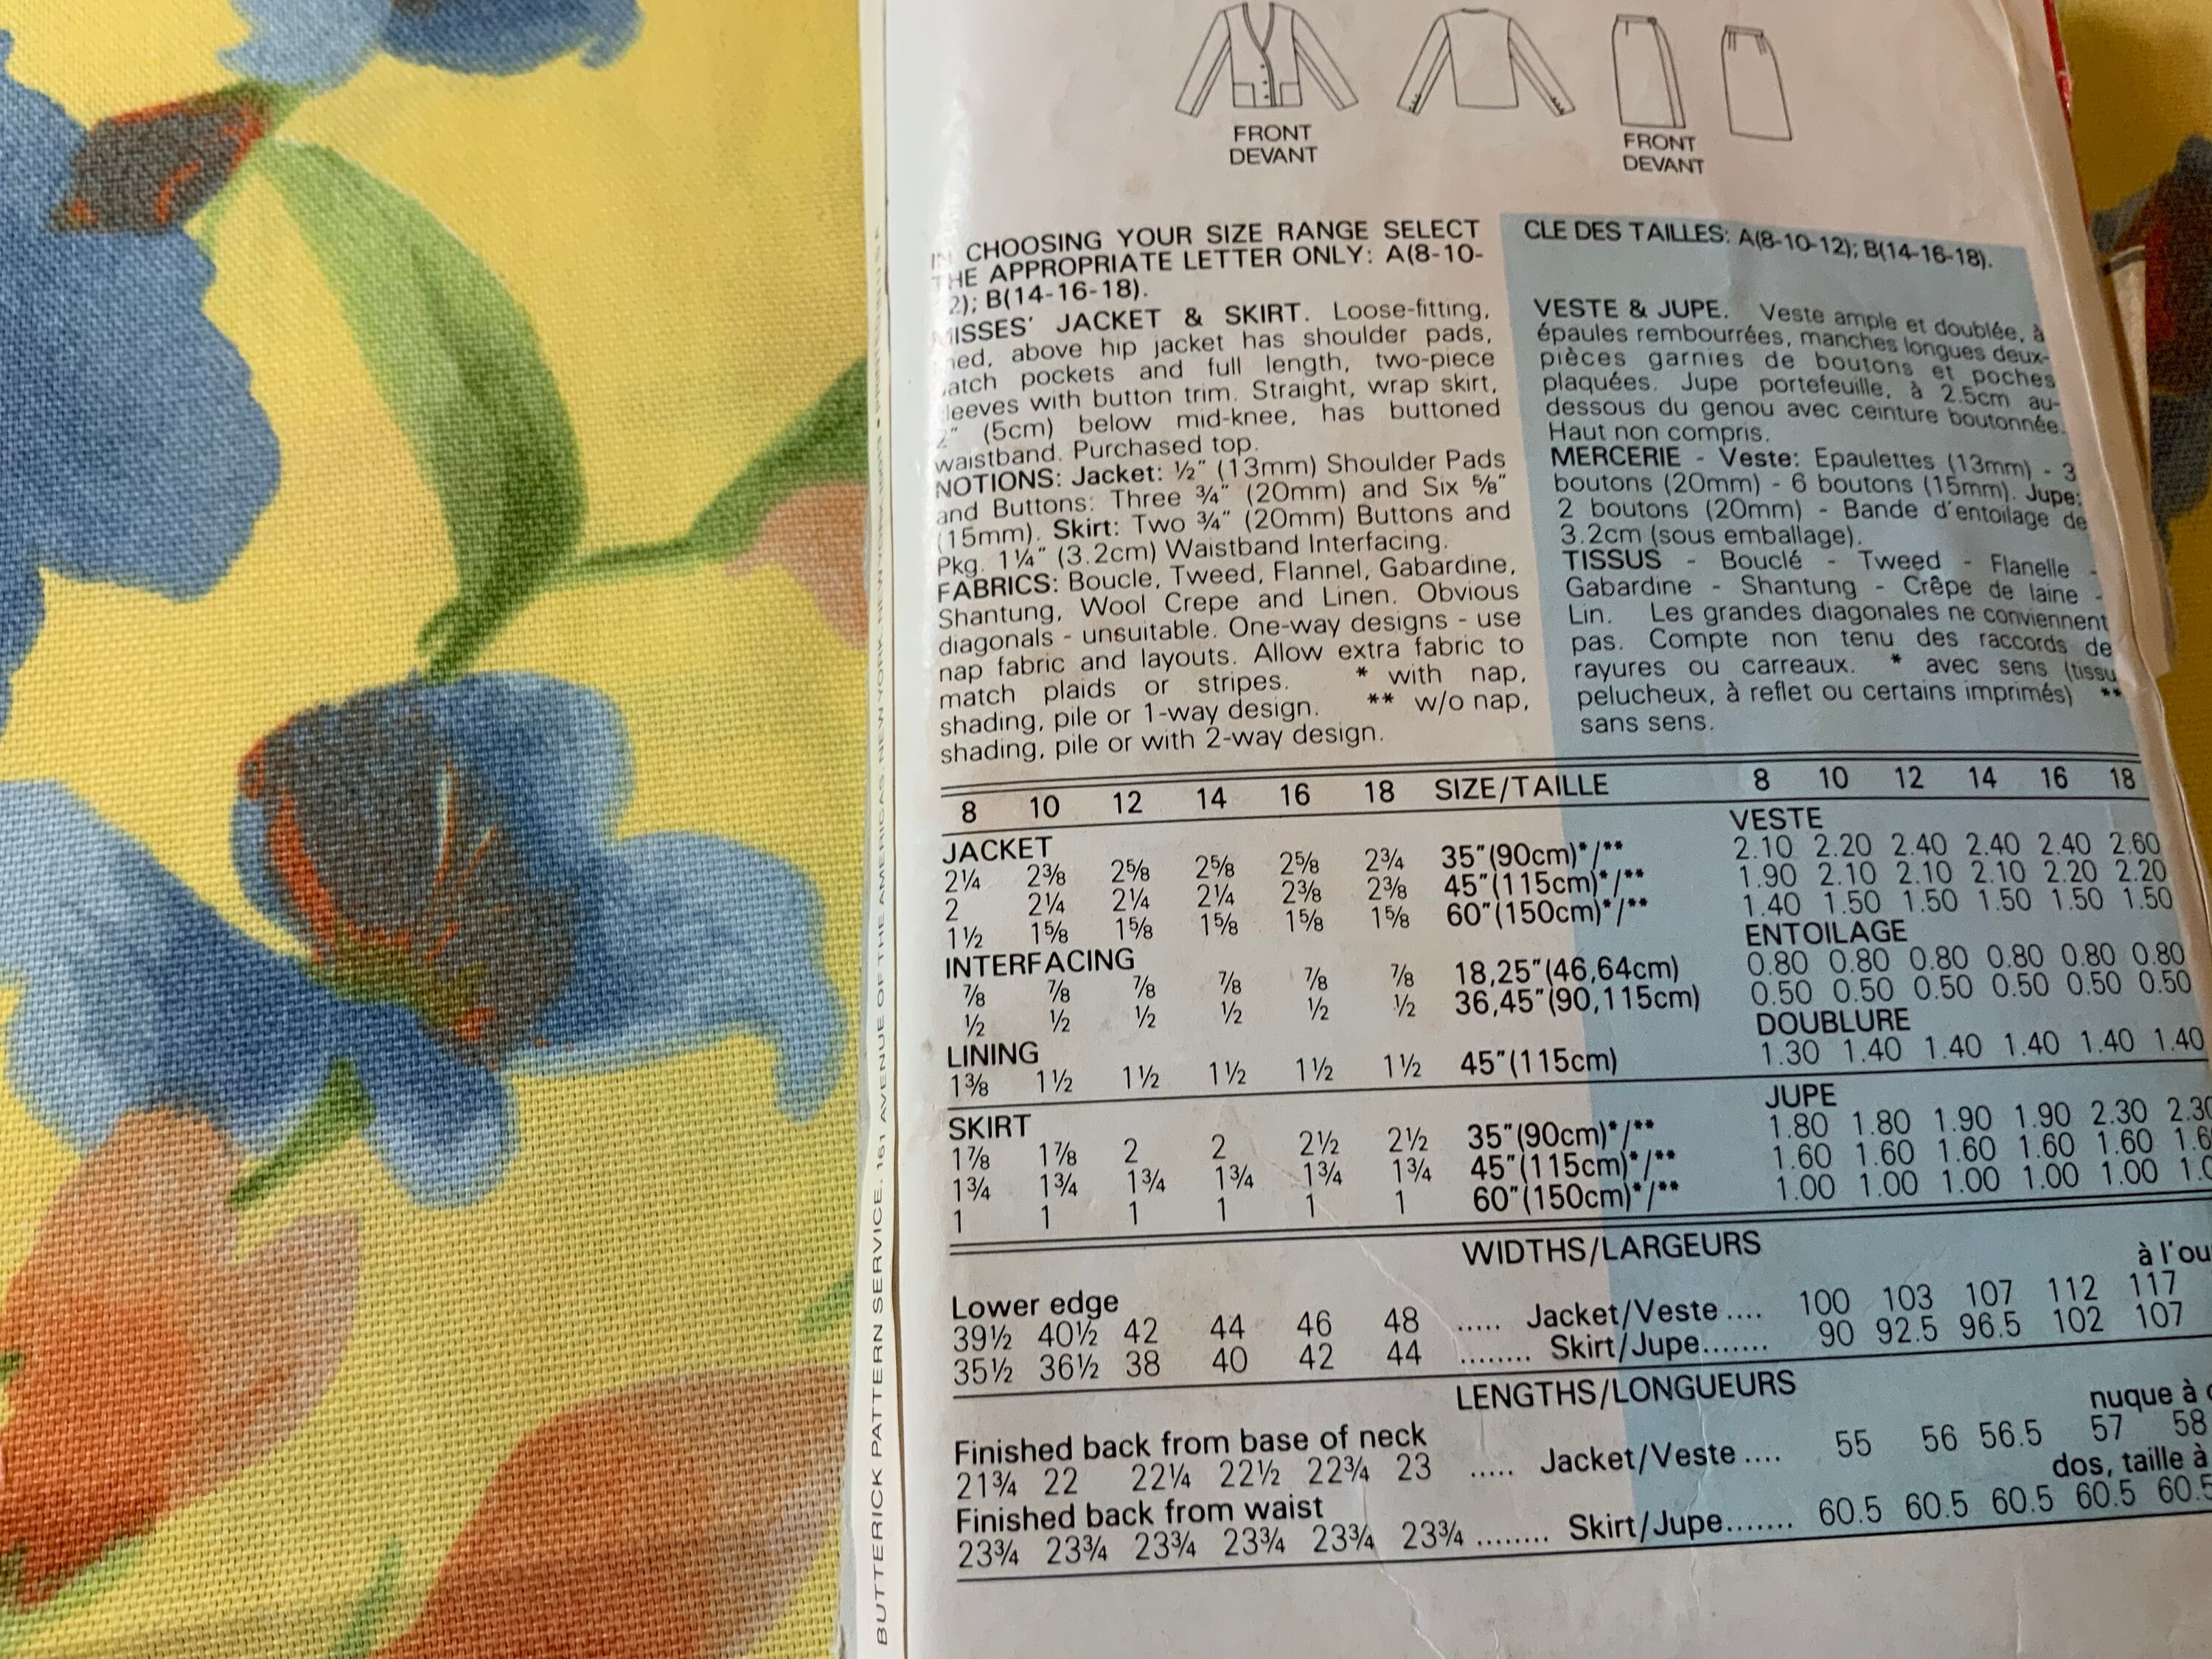 FRONT
DEVANT
FRONT
DEVANT
IN CHOOSING YOUR SIZE RANGE SELECT
THE APPROPRIATE LETTER ONLY: A(8-10-
2); B(14-16-18).
MISSES' JACKET & SKIRT. Loose-fitting,
ned, above hip jacket has shoulder pads,
atch pockets and full length, two-piece
leeves with button trim. Straight, wrap skirt,
2" (5cm) below mid-knee, has buttoned
waistband. Purchased top.
NOTIONS: Jacket: ½" (13mm) Shoulder Pads
and Buttons: Three ¾" (20mm) and Six ⅝"
(15mm). Skirt: Two ¾" (20mm) Buttons and
Pkg. 1¼" (3.2cm) Waistband Interfacing.
FABRICS: Boucle, Tweed, Flannel, Gabardine,
Shantung, Wool Crepe and Linen. Obvious
diagonals - unsuitable. One-way designs - use
nap fabric and layouts. Allow extra fabric to
match plaids or stripes. * with nap,
shading, pile or 1-way design. ** w/o nap,
shading, pile or with 2-way design.
CLE DES TAILLES: A(8-10-12); B(14-16-18).
VESTE & JUPE. Veste ample et doublée, à
épaules rembourrées, manches longues deux-
pièces garnies de boutons et poches
plaquées. Jupe portefeuille, à 2.5cm au-
dessous du genou avec ceinture boutonnée.
Haut non compris.
MERCERIE - Veste: Epaulettes (13mm) - 3
boutons (20mm) - 6 boutons (15mm). Jupe:
2 boutons (20mm) - Bande d'entoilage de
3.2cm (sous emballage).
TISSUS - Bouclé - Tweed - Flanelle -
Gabardine - Shantung - Crêpe de laine -
Lin. Les grandes diagonales ne conviennent
pas. Compte non tenu des raccords de
rayures ou carreaux. * avec sens (tissu
pelucheux, à reflet ou certains imprimés) **
sans sens.
8 10 12 14 16 18 SIZE/TAILLE 8 10 12 14 16 18
JACKET VESTE
2¼ 2⅜ 2⅝ 2⅝ 2⅝ 2¾ 35"(90cm)*/** 2.10 2.20 2.40 2.40 2.40 2.60
2 2¼ 2¼ 2¼ 2⅜ 2⅜ 45"(115cm)*/** 1.90 2.10 2.10 2.10 2.20 2.20
1½ 1⅝ 1⅝ 1⅝ 1⅝ 1⅝ 60"(150cm)*/** 1.40 1.50 1.50 1.50 1.50 1.50
INTERFACING ENTOILAGE
⅞ ⅞ ⅞ ⅞ ⅞ ⅞ 18,25"(46,64cm) 0.80 0.80 0.80 0.80 0.80 0.80
½ ½ ½ ½ ½ ½ 36,45"(90,115cm) 0.50 0.50 0.50 0.50 0.50 0.50
LINING DOUBLURE
1⅜ 1½ 1½ 1½ 1½ 1½ 45"(115cm) 1.30 1.40 1.40 1.40 1.40 1.40
SKIRT JUPE
1⅞ 1⅞ 2 2 2½ 2½ 35"(90cm)*/** 1.80 1.80 1.90 1.90 2.30 2.30
1¾ 1¾ 1¾ 1¾ 1¾ 1¾ 45"(115cm)*/** 1.60 1.60 1.60 1.60 1.60 1.6
1 1 1 1 1 1 60"(150cm)*/** 1.00 1.00 1.00 1.00 1.00 1.0
WIDTHS/LARGEURS
Lower edge à l'ou
39½ 40½ 42 44 46 48 ..... Jacket/Veste .... 100 103 107 112 117
35½ 36½ 38 40 42 44 ........ Skirt/Jupe....... 90 92.5 96.5 102 107
LENGTHS/LONGUEURS
Finished back from base of neck nuque à
21¾ 22 22¼ 22½ 22¾ 23 ..... Jacket/Veste .... 55 56 56.5 57 58
Finished back from waist dos, taille à
23¾ 23¾ 23¾ 23¾ 23¾ 23¾ ........ Skirt/Jupe....... 60.5 60.5 60.5 60.5 60.5
BUTTERICK PATTERN SERVICE, 161 AVENUE OF THE AMERICAS, NEW YORK, NEW YORK